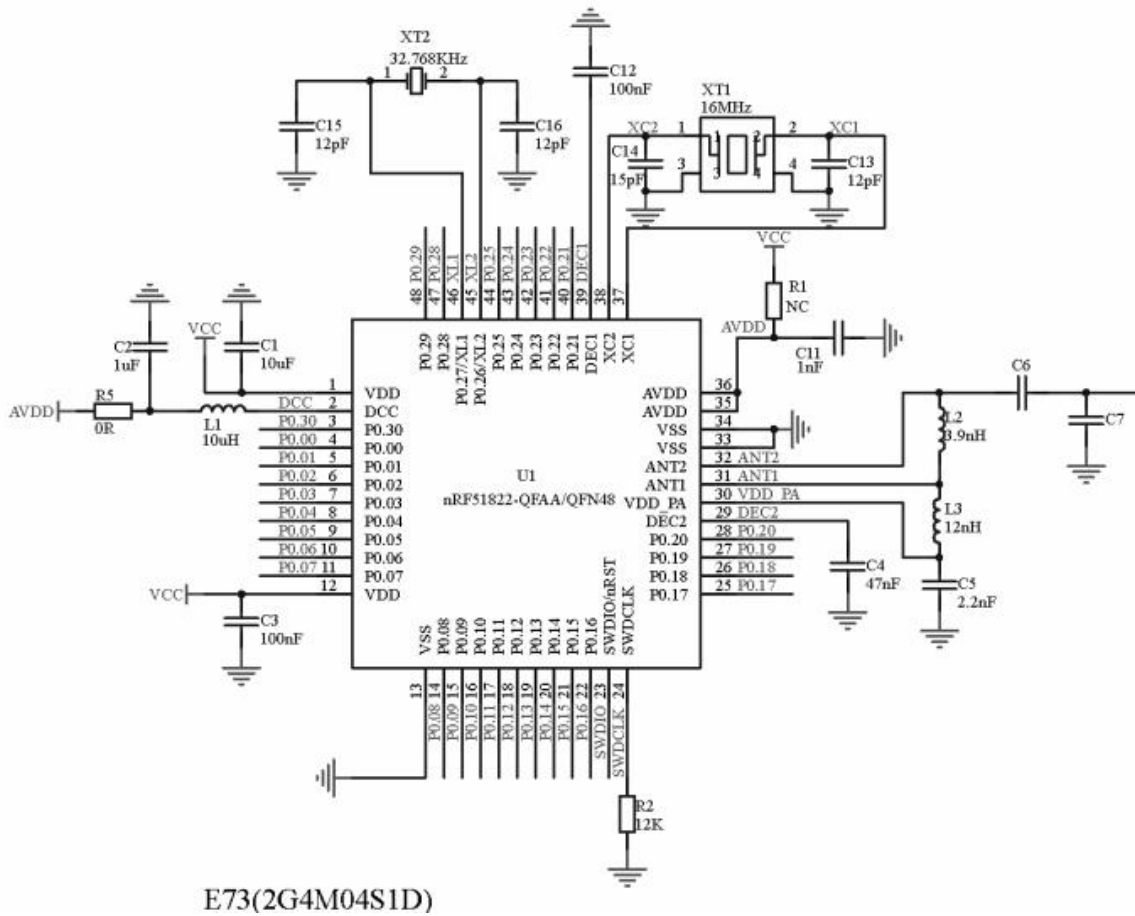 XT2
32.768KHz
1 2
C15
12pF
C16
12pF
C12
100nF
XT1
16MHz
XC2 1 1 2 2 XC1
3 3 4 4
C14
15pF
C13
12pF
VCC
R1
NC
AVDD
C11
1nF
48 P0.29
47 P0.28
46 XL1
45 XL2
44 P0.25
43 P0.24
42 P0.23
41 P0.22
40 P0.21
39 DEC1
38
37
P0.29
P0.28
P0.27/XL1
P0.26/XL2
P0.25
P0.24
P0.23
P0.22
P0.21
DEC1
XC2
XC1
C2
1uF
VCC
C1
10uF
AVDD
R5
0R
L1
10uH
1 VDD
DCC 2 DCC
P0.30 3 P0.30
P0.00 4 P0.00
P0.01 5 P0.01
P0.02 6 P0.02
P0.03 7 P0.03
P0.04 8 P0.04
P0.05 9 P0.05
P0.06 10 P0.06
P0.07 11 P0.07
12 VDD
VCC
C3
100nF
U1
nRF51822-QFAA/QFN48
AVDD 36
AVDD 35
VSS 34
VSS 33
ANT2 32 ANT2
ANT1 31 ANT1
VDD_PA 30 VDD_PA
DEC2 29 DEC2
P0.20 28 P0.20
P0.19 27 P0.19
P0.18 26 P0.18
P0.17 25 P0.17
C6
C7
L2
3.9nH
L3
12nH
C4
47nF
C5
2.2nF
VSS
P0.08
P0.09
P0.10
P0.11
P0.12
P0.13
P0.14
P0.15
P0.16
SWDIO/nRST
SWDCLK
13
P0.08 14
P0.09 15
P0.10 16
P0.11 17
P0.12 18
P0.13 19
P0.14 20
P0.15 21
P0.16 22
SWDIO 23
SWDCLK 24
R2
12K
E73(2G4M04S1D)